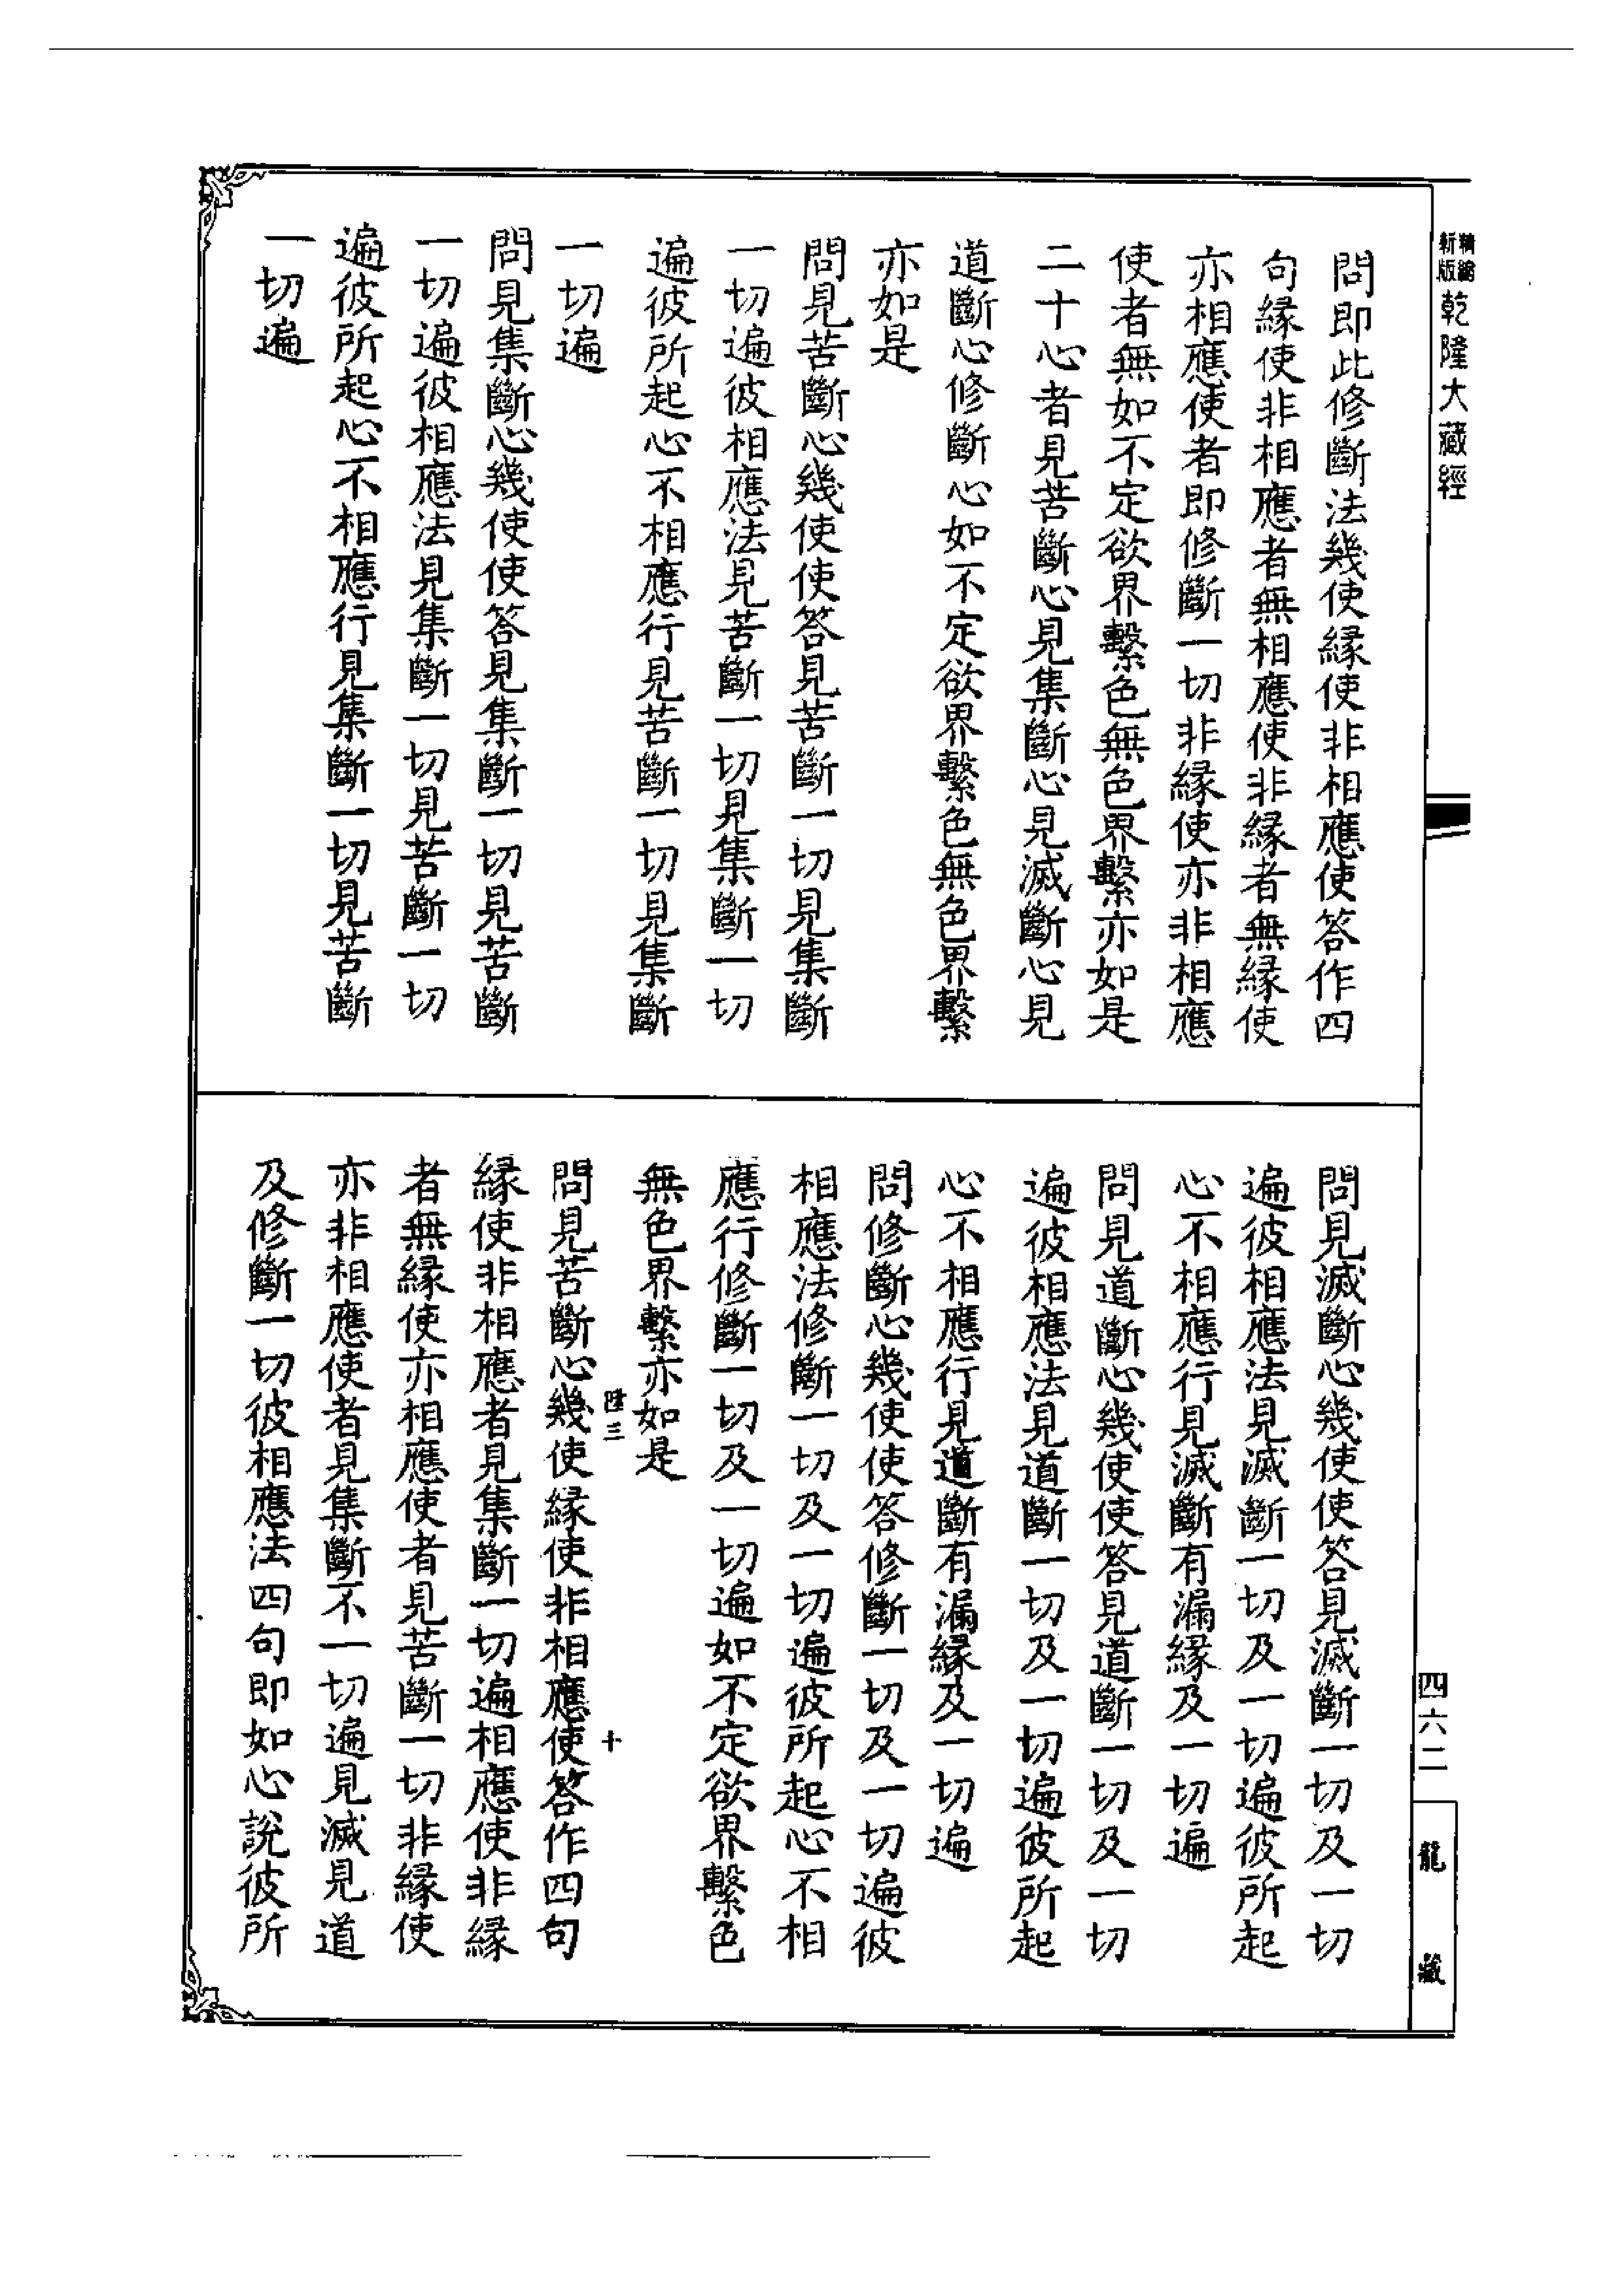 新版精縮乾隆大藏經
問即此修斷法幾使緣使非相應使答作四
句緣使非相應者無相應使非緣者無緣使
亦相應使者即修斷一切非緣使亦非相應
使者無如不定欲界繫色無色界繫亦如是
二十心者見苦斷心見集斷心見滅斷心見
道斷心修斷心如不定欲界繫色無色界繫
亦如是
問見苦斷心幾使使答見苦斷一切見集斷
一切遍彼相應法見苦斷一切見集斷一切
遍彼所起心不相應行見苦斷一切見集斷
一切遍
問見集斷心幾使使答見集斷一切見苦斷
一切遍彼相應法見集斷一切見苦斷一切
遍彼所起心不相應行見集斷一切見苦斷
一切遍
問見滅斷心幾使使答見滅斷一切及一切
遍彼相應法見滅斷一切及一切遍彼所起
心不相應行見滅斷有漏緣及一切遍
問見道斷心幾使使答見道斷一切及一切
遍彼相應法見道斷一切及一切遍彼所起
心不相應行見道斷有漏緣及一切遍
問修斷心幾使使答修斷一切及一切遍彼
相應法修斷一切及一切遍彼所起心不相
應行修斷一切及一切遍如不定欲界繫色
無色界繫亦如是
陸三
十
問見苦斷心幾使緣使非相應使答作四句
緣使非相應者見集斷一切遍相應使非緣
者無緣使亦相應使者見苦斷一切非緣使
亦非相應使者見集斷不一切遍見滅見道
及修斷一切彼相應法四句即如心說彼所
四六二
龍藏